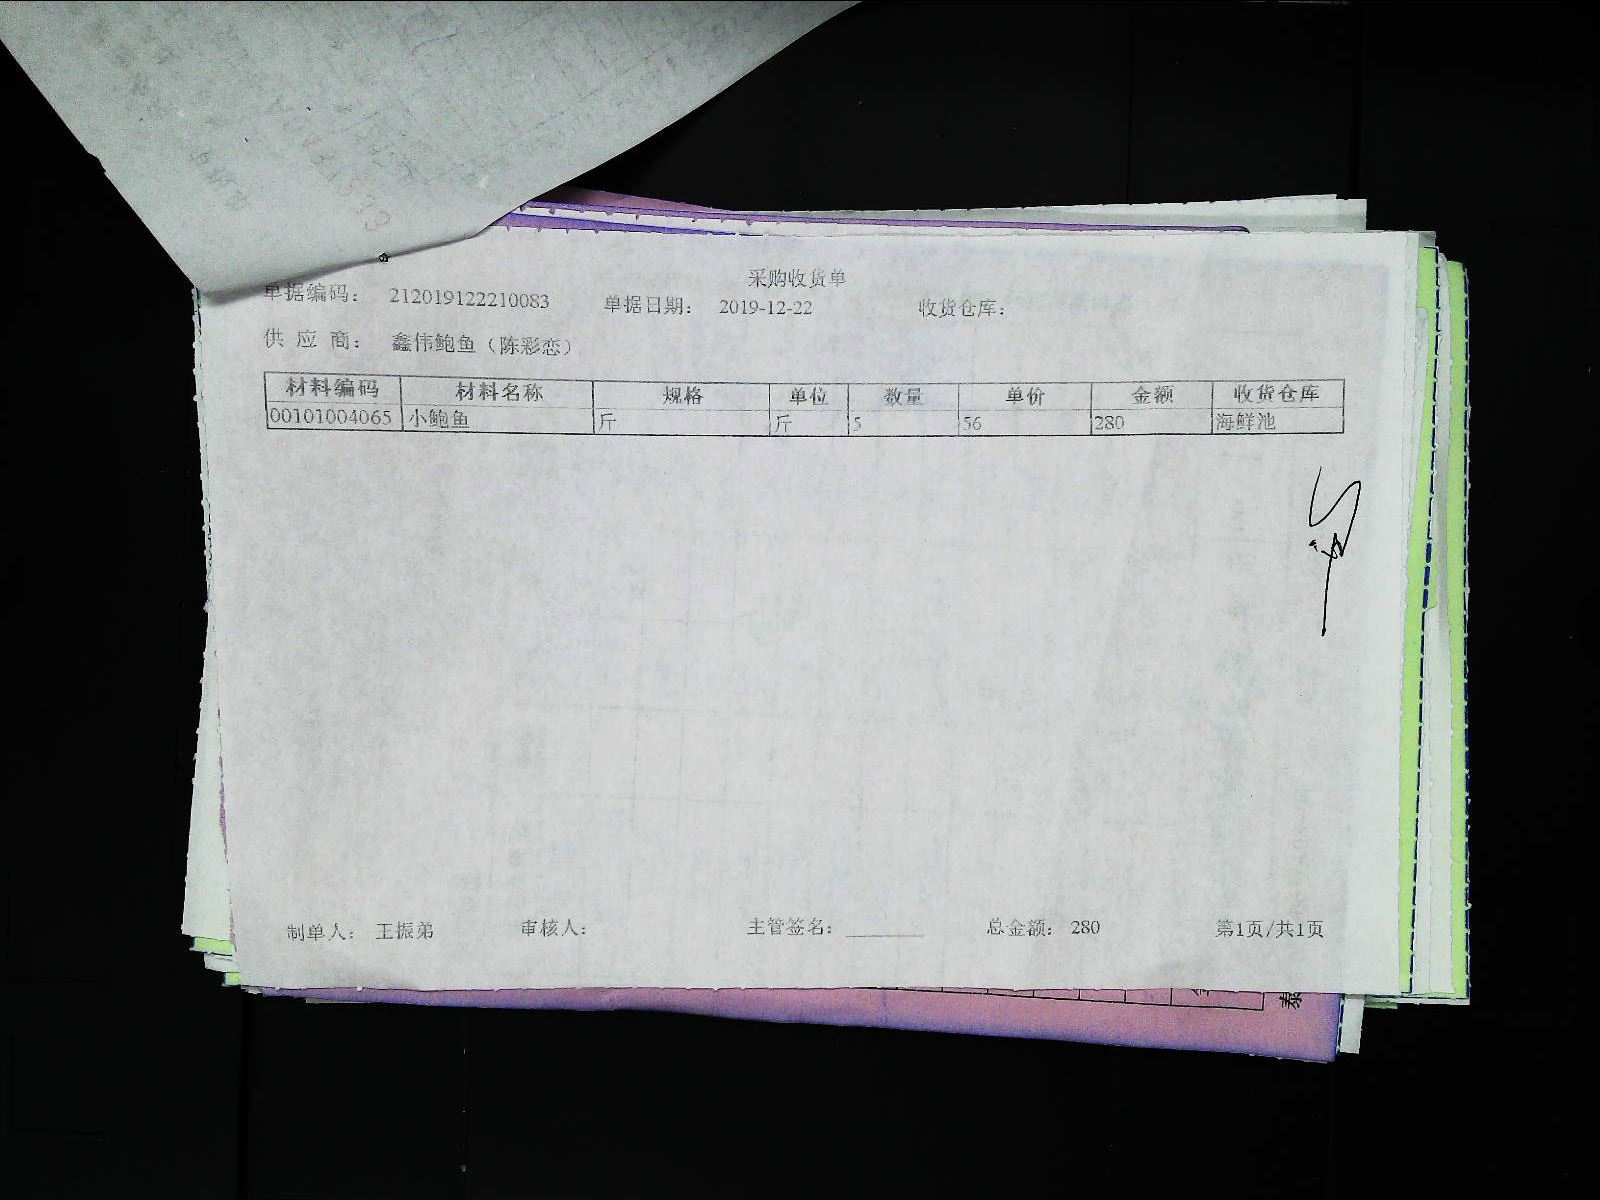 采购收货单
单据编码: 212019122210083 单据日期: 2019-12-22 收货仓库:
供 应 商: 鑫伟鲍鱼(陈彩恋)
材料编码 材料名称 规格 单位 数量 单价 金额 收货仓库
00101004065 小鲍鱼 斤 斤 5 56 280 海鲜池
制单人: 王振弟 审核人: 主管签名: 总金额: 280 第1页/共1页